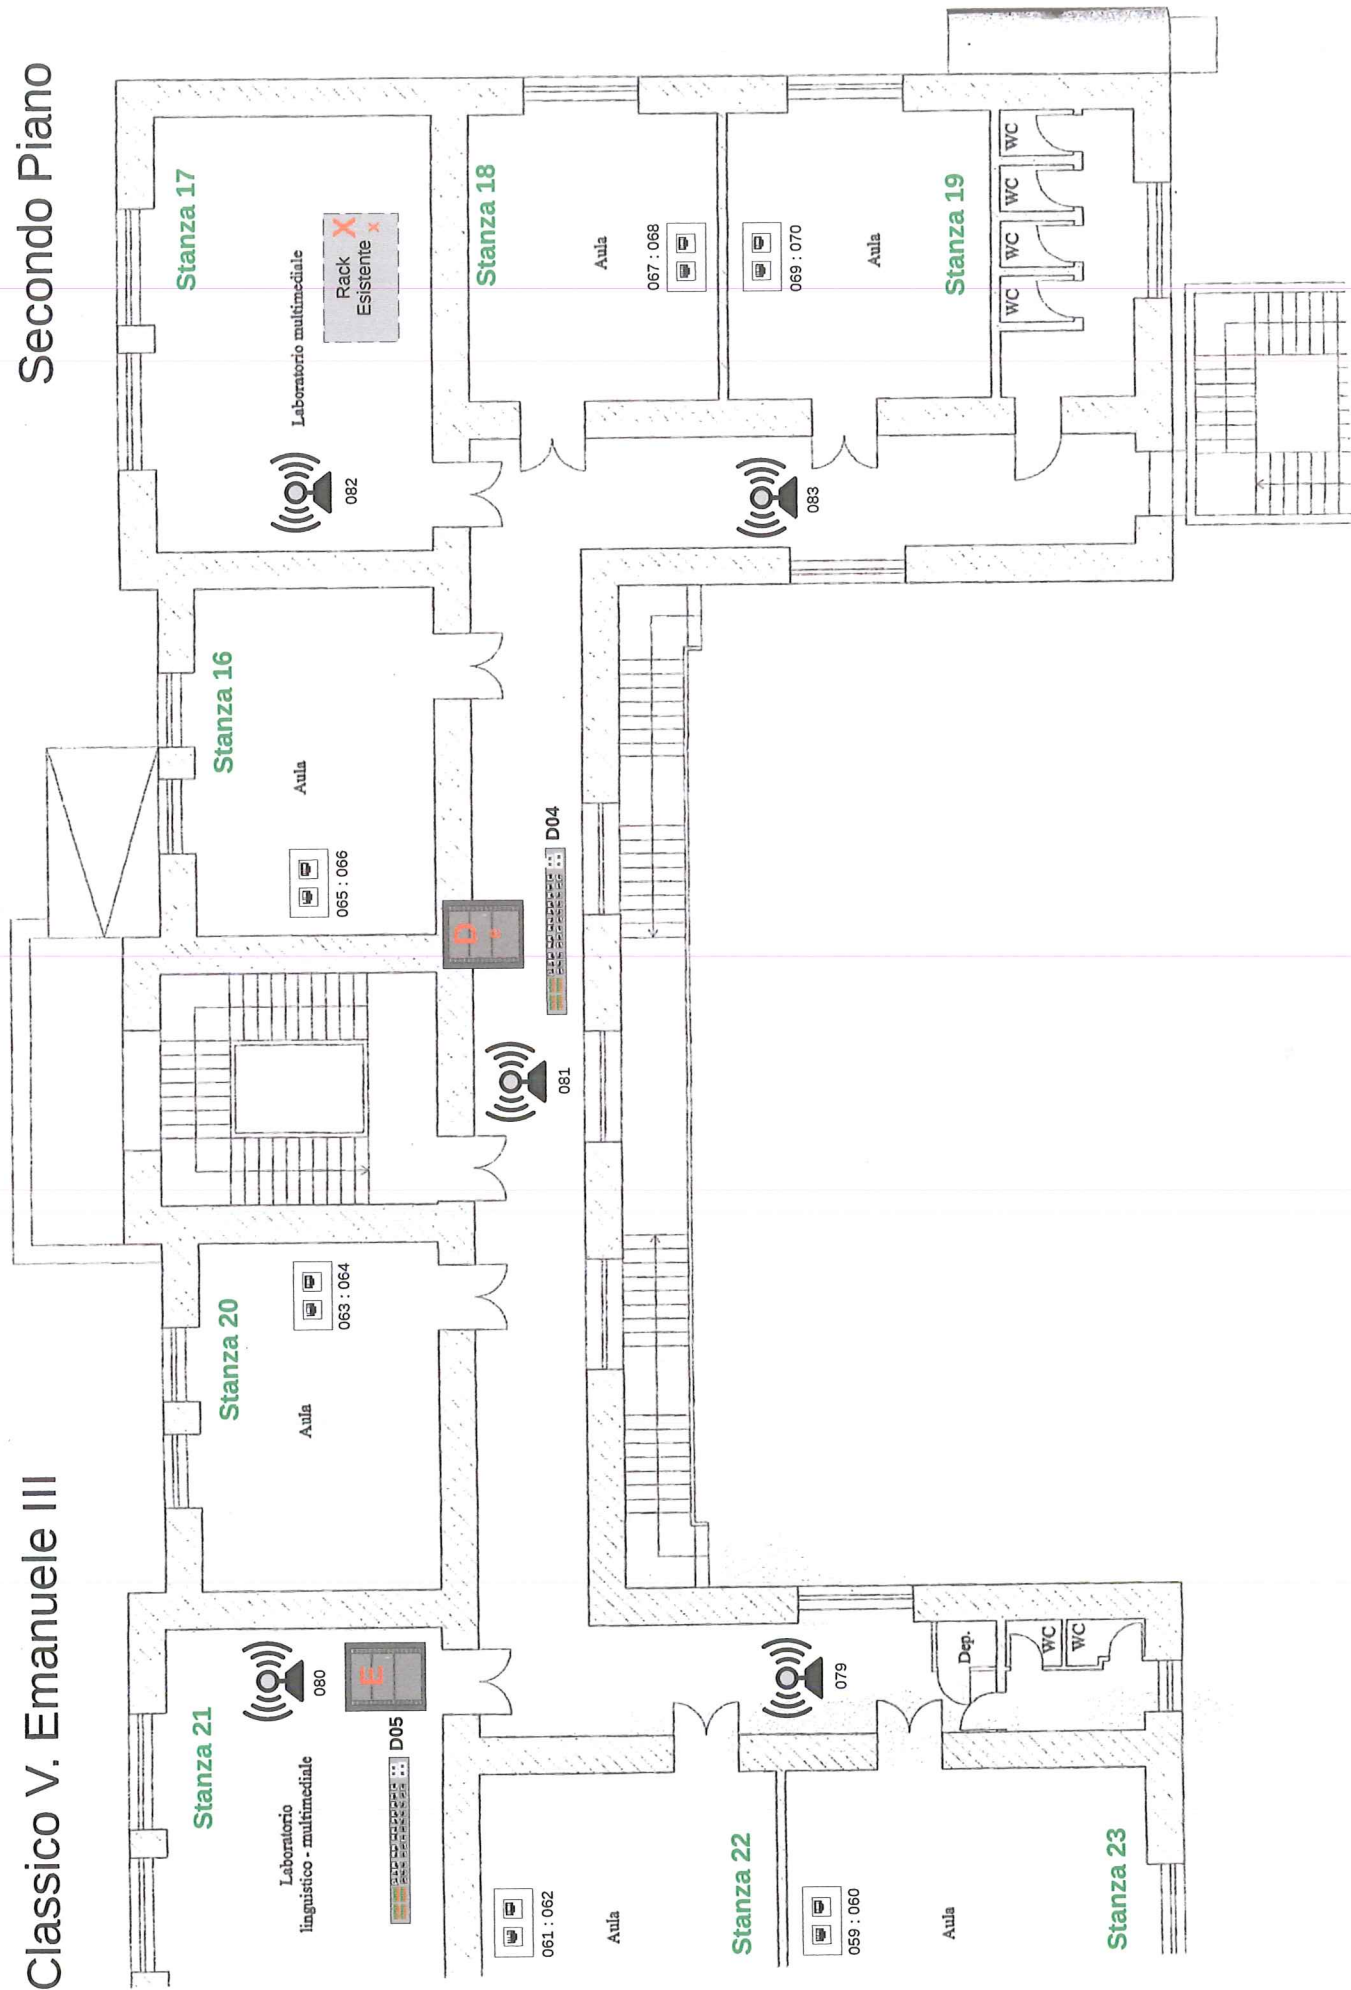 Classico V. Emanuele III
Secondo Piano
Stanza 21
080
E
D05
Laboratorio
linguistico - multimediale
Stanza 20
Aula
063 : 064
Stanza 16
Aula
065 : 066
Stanza 17
Laboratorio multimediale
Rack X
Esistente x
082
D
081
D04
Stanza 18
Aula
067 : 068
069 : 070
Aula
Stanza 19
083
WC
WC
WC
WC
061 : 062
Aula
Stanza 22
059 : 060
Aula
Stanza 23
079
Dep.
WC
WC